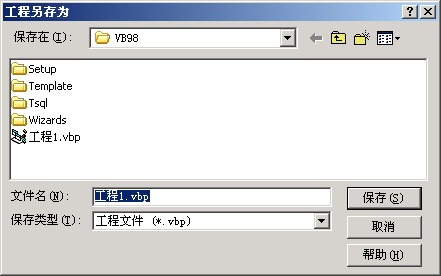 工程另存为
保存在(I):
VB98
Setup
Template
Tsql
Wizards
工程1.vbp
文件名(N):
工程1.vbp
保存(S)
保存类型(T):
工程文件 (*.vbp)
取消
帮助(H)